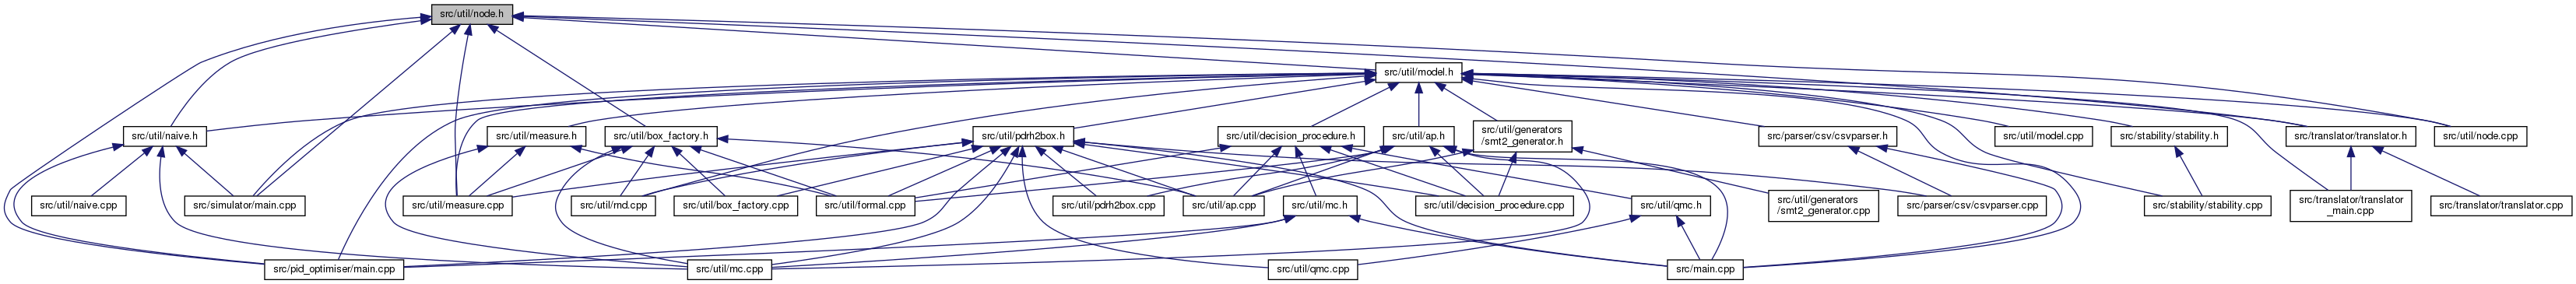 src/util/node.h
src/util/model.h
src/util/naive.h
src/util/measure.h
src/util/box_factory.h
src/util/pdrh2box.h
src/util/decision_procedure.h
src/util/ap.h
src/util/generators
/smt2_generator.h
src/parser/csv/csvparser.h
src/util/model.cpp
src/stability/stability.h
src/translator/translator.h
src/util/node.cpp
src/util/naive.cpp
src/simulator/main.cpp
src/util/measure.cpp
src/util/rnd.cpp
src/util/box_factory.cpp
src/util/formal.cpp
src/util/pdrh2box.cpp
src/util/ap.cpp
src/util/mc.h
src/util/decision_procedure.cpp
src/util/qmc.h
src/util/generators
/smt2_generator.cpp
src/parser/csv/csvparser.cpp
src/stability/stability.cpp
src/translator/translator
_main.cpp
src/translator/translator.cpp
src/pid_optimiser/main.cpp
src/util/mc.cpp
src/util/qmc.cpp
src/main.cpp